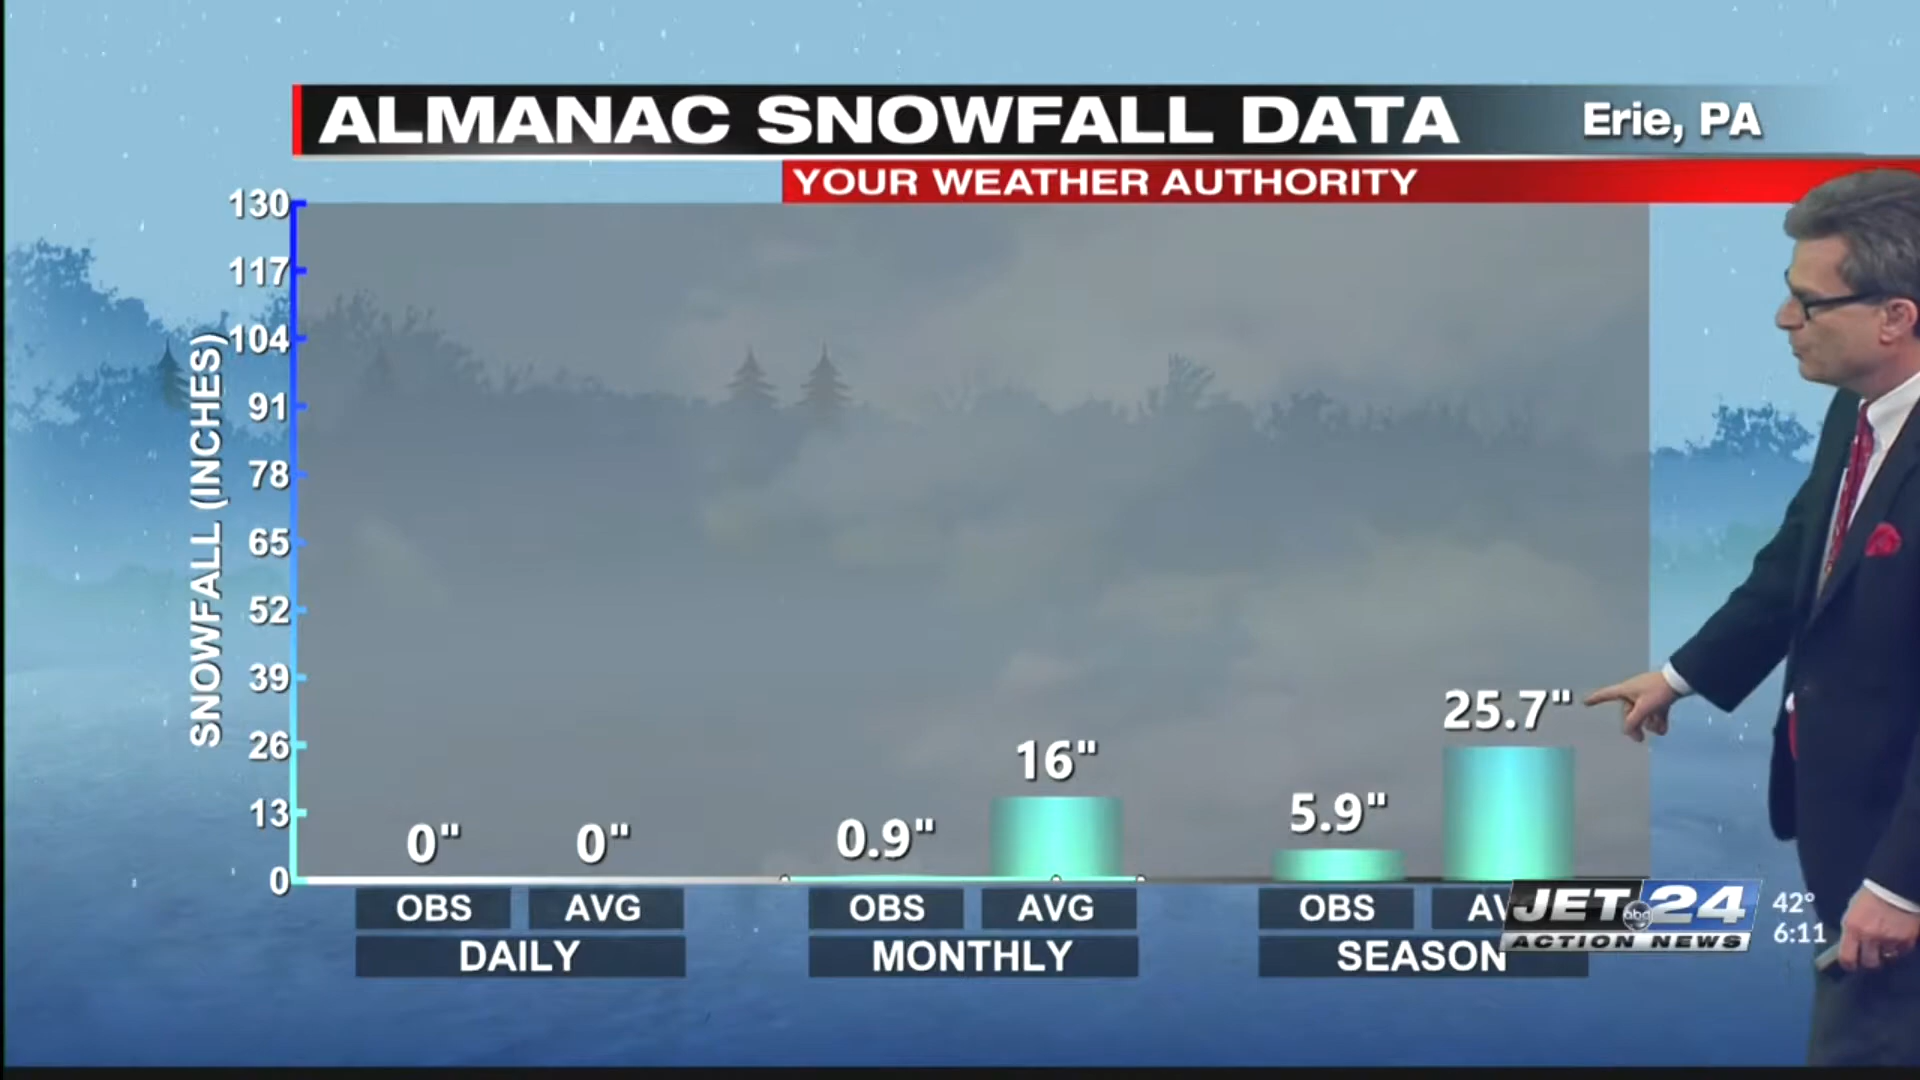 ALMANAC SNOWFALL DATA
Erie, PA
YOUR WEATHER AUTHORITY
SNOWFALL (INCHES)
130
117
104
91
78
65
52
39
26
13
0
0"
0"
0.9"
16"
5.9"
25.7"
OBS
AVG
OBS
AVG
OBS
AV
DAILY
MONTHLY
SEASON
JET 24
abc
ACTION NEWS
42°
6:11